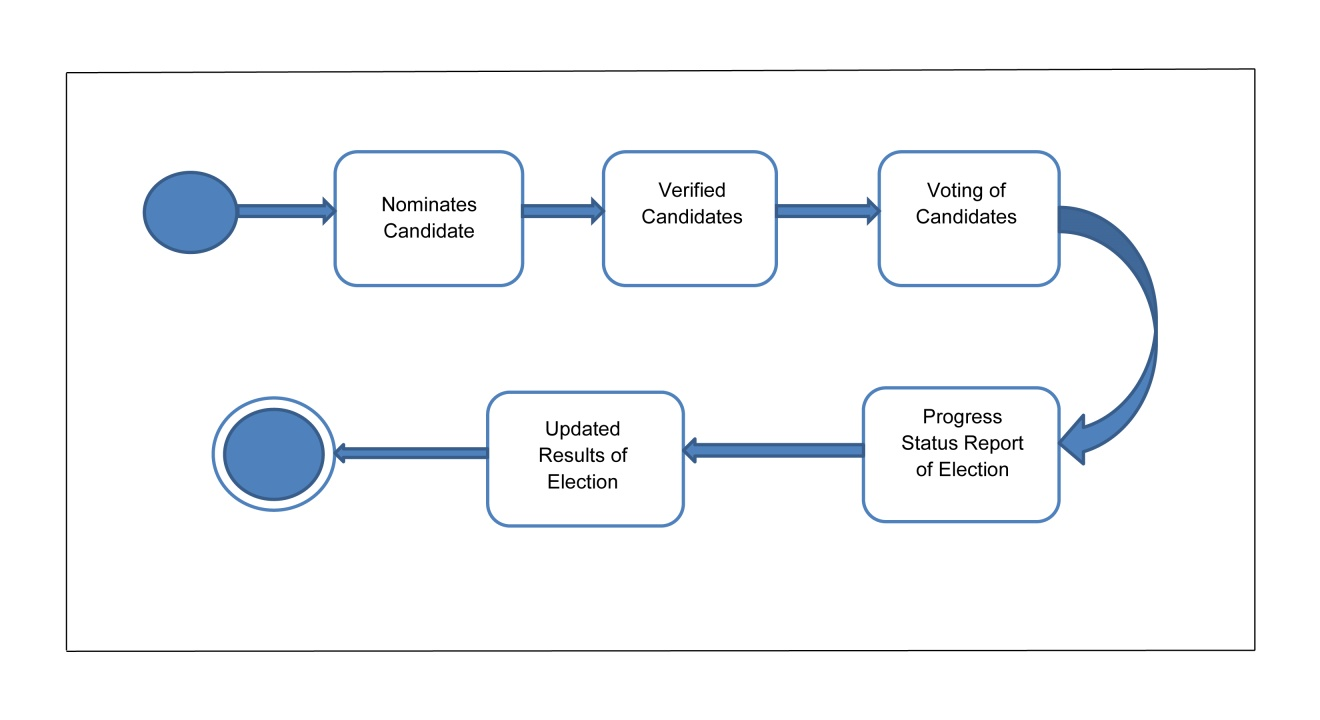 Nominates
Candidate
Verified
Candidates
Voting of
Candidates
Progress
Status Report
of Election
Updated
Results of
Election